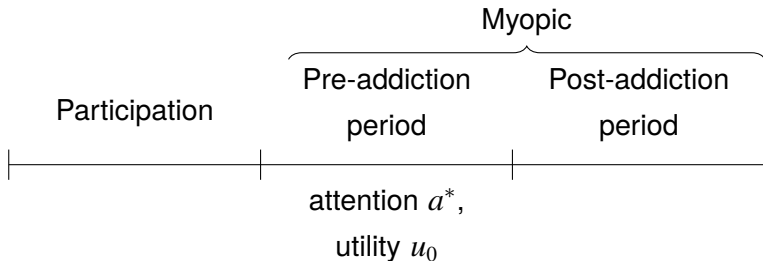 Myopic
Participation
Pre-addiction
period
Post-addiction
period
attention a*,
utility u₀